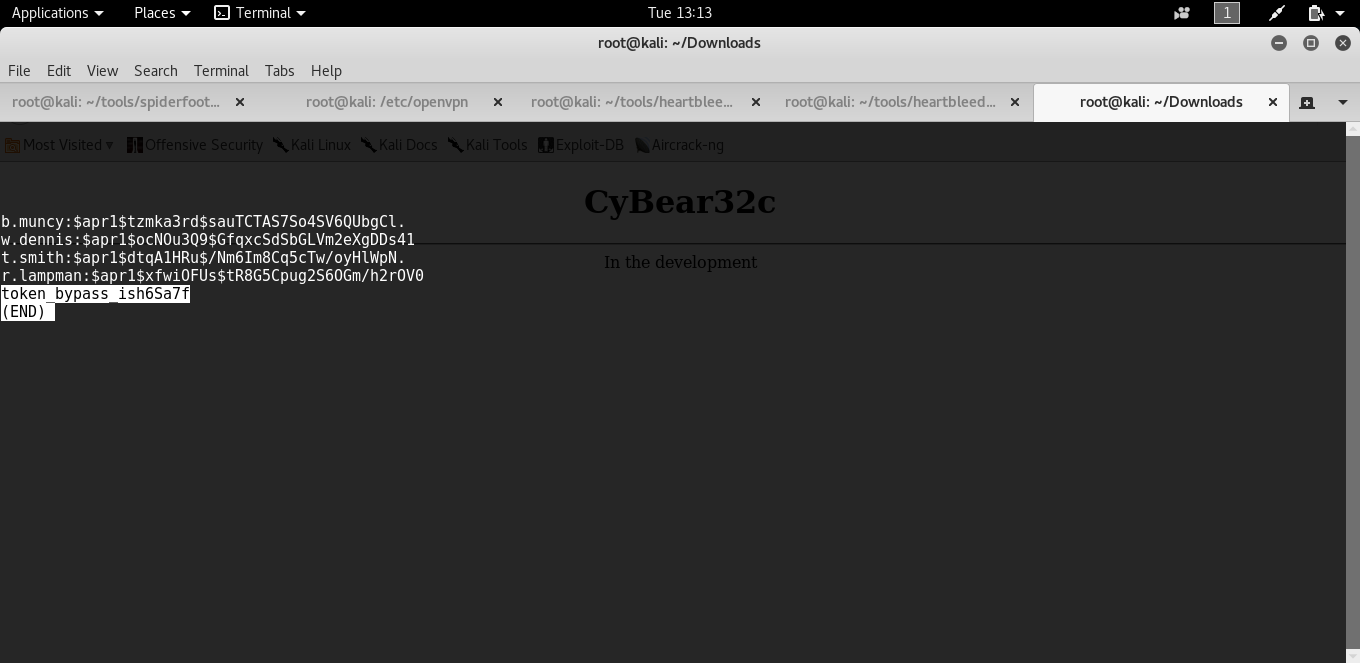 Applications Places Terminal Tue 13:13 1
root@kali: ~/Downloads
File Edit View Search Terminal Tabs Help
root@kali: ~/tools/spiderfoot… root@kali: /etc/openvpn root@kali: ~/tools/heartblee… root@kali: ~/tools/heartbleed… root@kali: ~/Downloads
Most Visited Offensive Security Kali Linux Kali Docs Kali Tools Exploit-DB Aircrack-ng
CyBear32c
In the development
b.muncy:$apr1$tzmka3rd$sauTCTAS7So4SV6QUbgCl.
w.dennis:$apr1$ocNOu3Q9$GfqxcSdSbGLVm2eXgDDs41
t.smith:$apr1$dtqA1HRu$/Nm6Im8Cq5cTw/oyHlWpN.
r.lampman:$apr1$xfwiOFUs$tR8G5Cpug2S6OGm/h2rOV0
token_bypass_ish6Sa7f
(END)